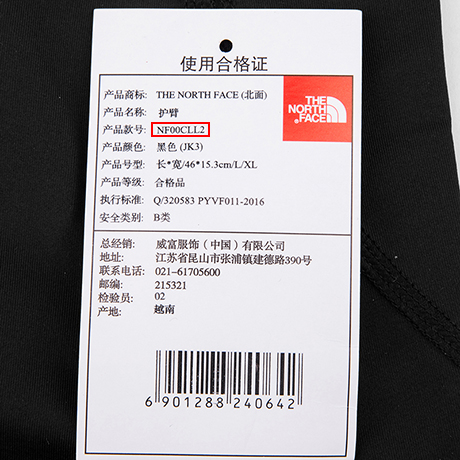 使用合格证
产品商标: THE NORTH FACE (北面)
产品名称: 护臂
产品款号: NF00CLL2
产品颜色: 黑色 (JK3)
产品号型: 长*宽/46*15.3cm/L/XL
产品等级: 合格品
执行标准: Q/320583 PYVF011-2016
安全类别: B类
THE
NORTH
FACE
总经销: 威富服饰（中国）有限公司
地址: 江苏省昆山市张浦镇建德路390号
联系电话: 021-61705600
邮编: 215321
检验员: 02
产地: 越南
6 901288 240642